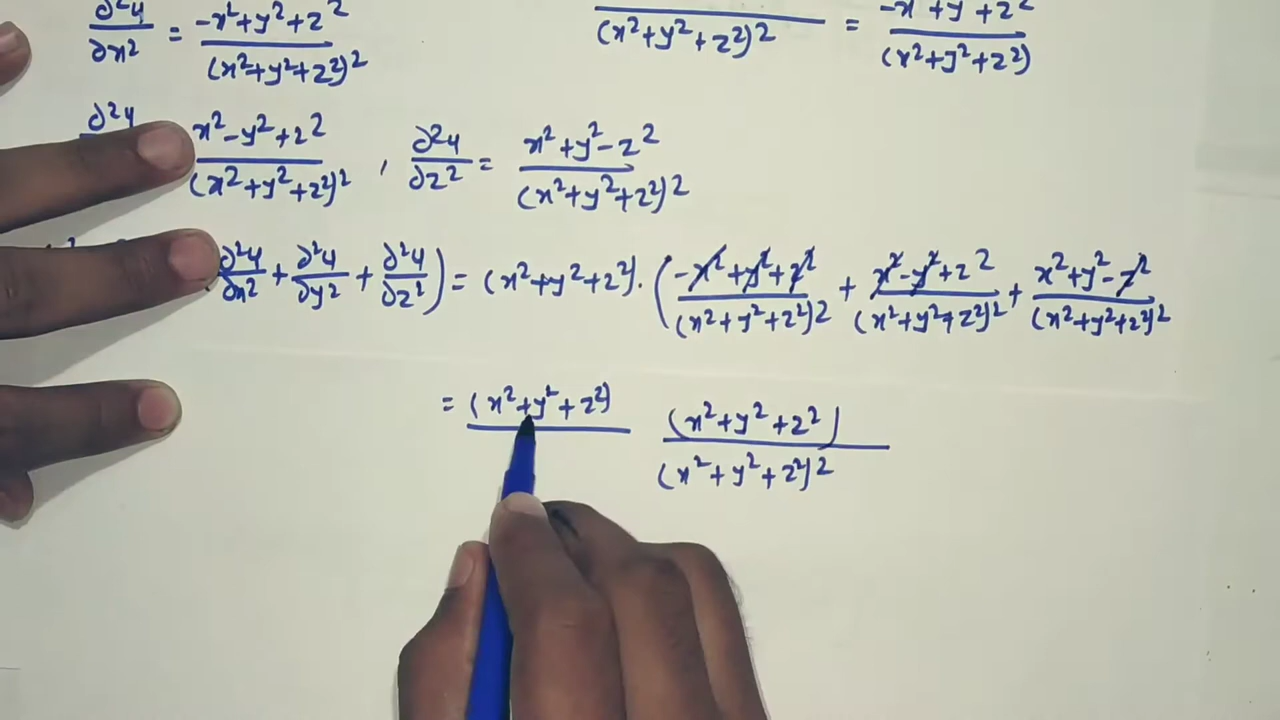 ∂²u/∂x² = (-x²+y²+z²)/(x²+y²+z²)²
/(x²+y²+z²)² = (-x²+y²+z²)/(x²+y²+z²)
∂²u (x²-y²+z²)/(x²+y²+z²)² , ∂²u/∂z² = (x²+y²-z²)/(x²+y²+z²)²
∂²u/∂x² + ∂²u/∂y² + ∂²u/∂z²) = (x²+y²+z²).((-x²+y²+z²)/(x²+y²+z²)² + (x²-y²+z²)/(x²+y²+z²)² + (x²+y²-z²)/(x²+y²+z²)²
= (x²+y²+z²) (x²+y²+z²)/(x²+y²+z²)²